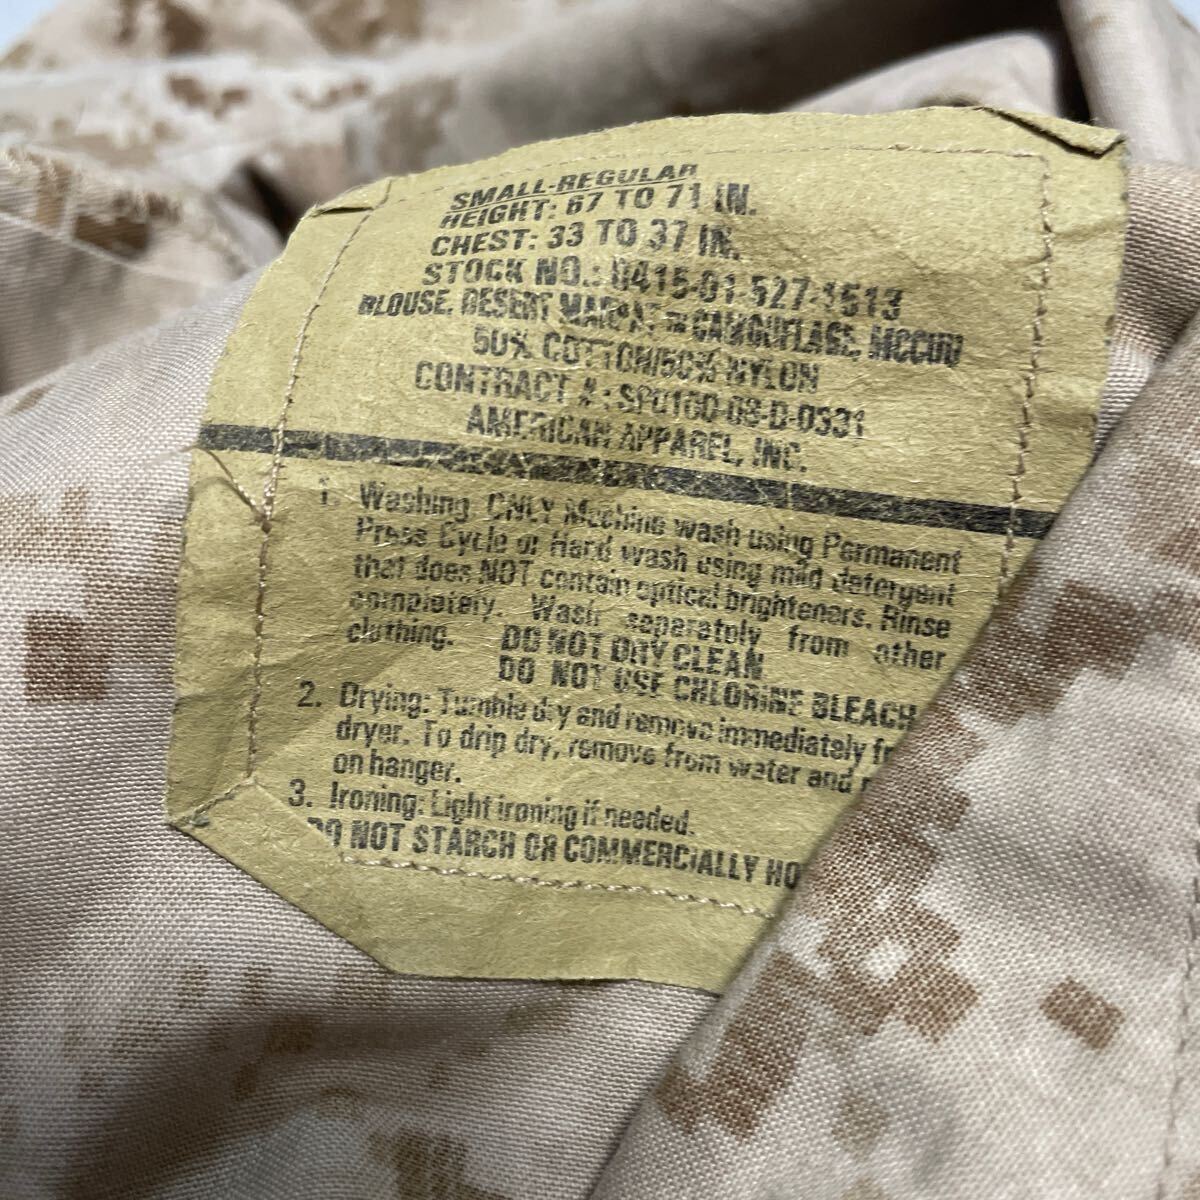 SMALL-REGULAR
HEIGHT: 67 TO 71 IN.
CHEST: 33 TO 37 IN.
STOCK NO.: 8415-01-527-1513
BLOUSE, DESERT MARPAT ™ CAMOUFLAGE, MCCUU
50% COTTON/50% NYLON
CONTRACT # : SP0100-03-D-0331
AMERICAN APPAREL, INC.
1. Washing: ONLY Machine wash using Permanent
Press Cycle or Hand wash using mild detergent
that does NOT contain optical brighteners. Rinse
completely. Wash separately from other
clothing. DO NOT DRY CLEAN
DO NOT USE CHLORINE BLEACH
2. Drying: Tumble dry and remove immediately
dryer. To drip dry, remove from water and
on hanger.
3. Ironing: Light ironing if needed.
DO NOT STARCH OR COMMERCIALLY